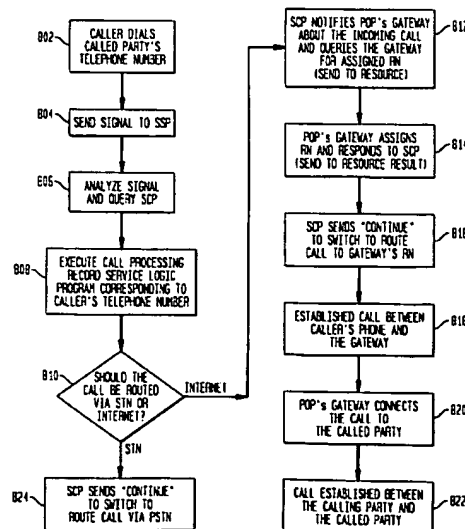 802
CALLER DIALS
CALLED PARTY'S
TELEPHONE NUMBER
804
SEND SIGNAL TO SSP
806
ANALYZE SIGNAL
AND QUERY SCP
808
EXECUTE CALL PROCESSING
RECORD SERVICE LOGIC
PROGRAM CORRESPONDING TO
CALLER'S TELEPHONE NUMBER
810
SHOULD THE
CALL BE ROUTED
VIA STN OR
INTERNET?
INTERNET
STN
824
SCP SENDS "CONTINUE"
TO SWITCH TO
ROUTE CALL VIA PSTN
812
SCP NOTIFIES POP's GATEWAY
ABOUT THE INCOMING CALL
AND QUERIES THE GATEWAY
FOR ASSIGNED RN
(SEND TO RESOURCE)
814
POP's GATEWAY ASSIGNS
RN AND RESPONDS TO SCP
(SEND TO RESOURCE RESULT)
816
SCP SENDS "CONTINUE"
TO SWITCH TO ROUTE
CALL TO GATEWAY'S RN
818
ESTABLISHED CALL BETWEEN
CALLER'S PHONE AND
THE GATEWAY
820
POP's GATEWAY CONNECTS
THE CALL TO
THE CALLED PARTY
822
CALL ESTABLISHED BETWEEN
THE CALLING PARTY AND
THE CALLED PARTY